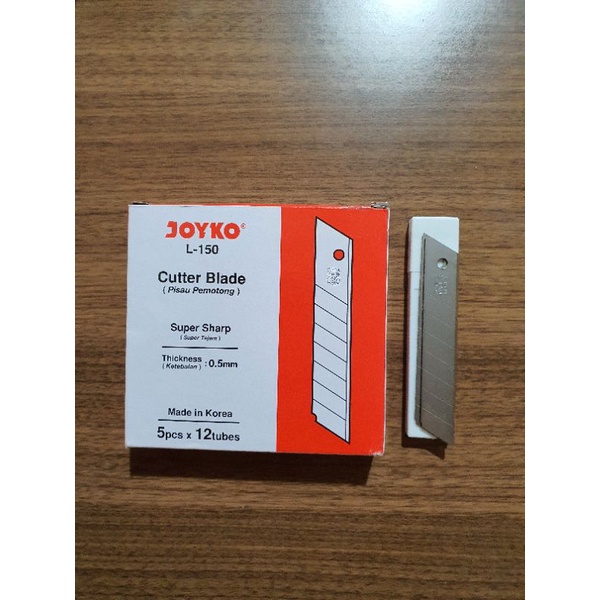 JOYKO®
L-150
Cutter Blade
( Pisau Pemotong )
Super Sharp
( Super Tajam )
Thickness : 0.5mm
( Ketebalan )
Made in Korea
5pcs x 12tubes